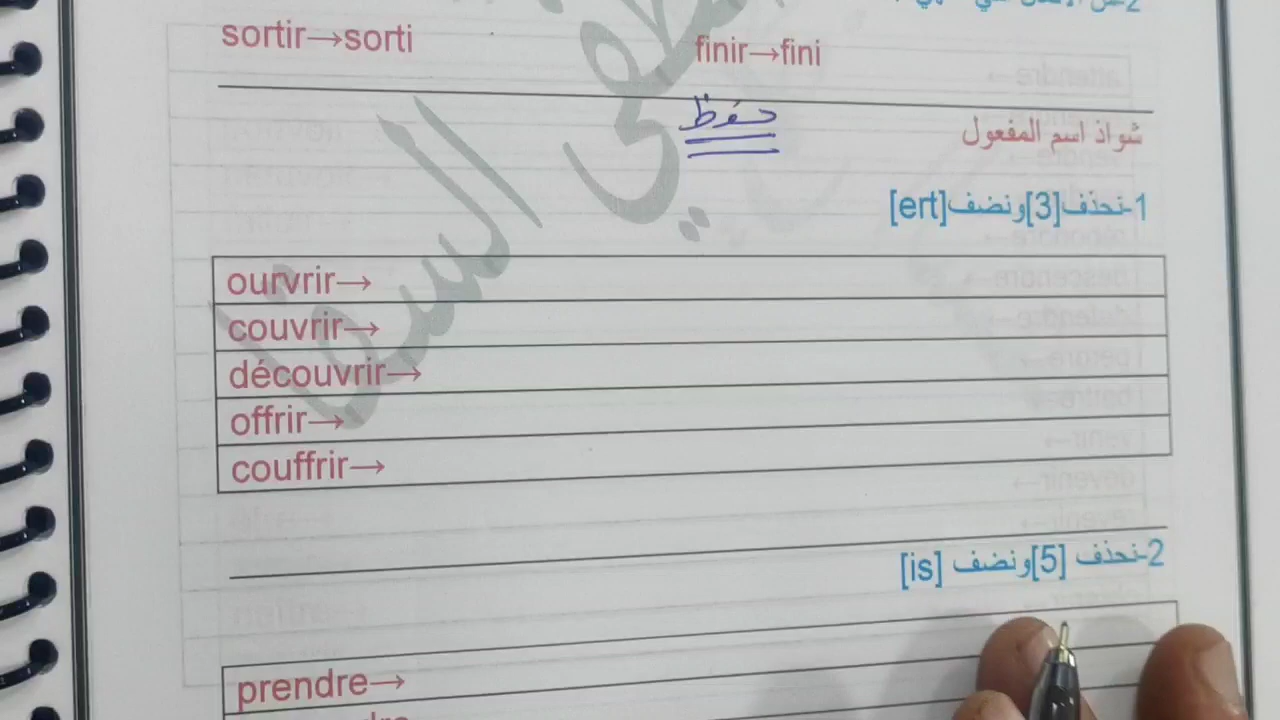 sortir→sorti
finir→fini
حفظ
شواذ اسم المفعول
1-نحذف[3]ونضف[ert]
ourvrir→
couvrir→
découvrir→
offrir→
couffrir→
2-نحذف [5]ونضف [is]
prendre→